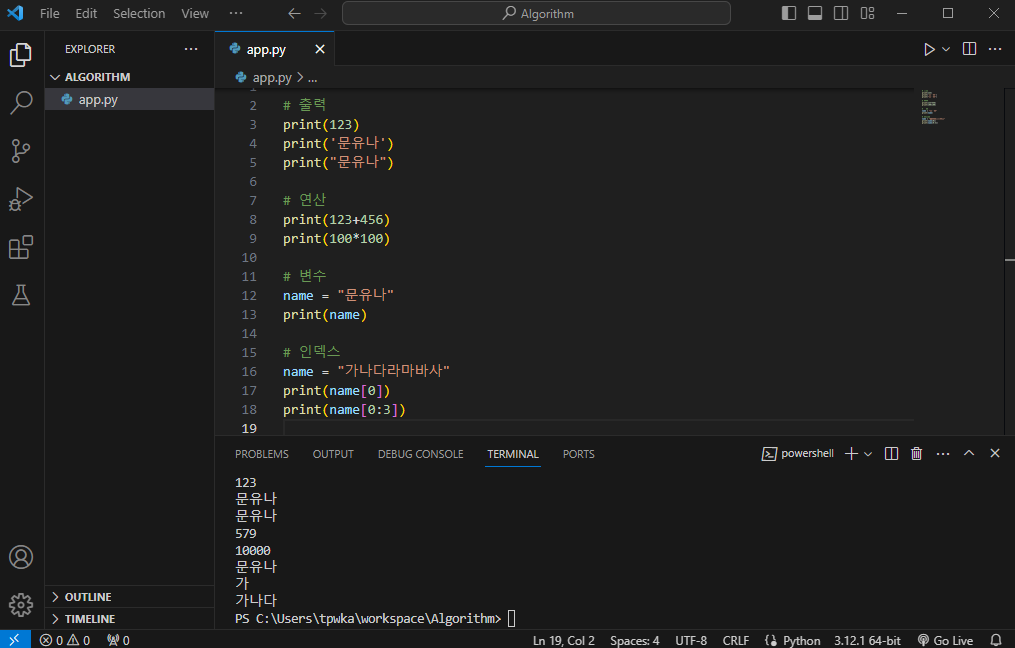 File Edit Selection View ··· Algorithm
EXPLORER ···
app.py
ALGORITHM
app.py
app.py > ...
1
2 # 출력
3 print(123)
4 print('문유나')
5 print("문유나")
6
7 # 연산
8 print(123+456)
9 print(100*100)
10
11 # 변수
12 name = "문유나"
13 print(name)
14
15 # 인덱스
16 name = "가나다라마바사"
17 print(name[0])
18 print(name[0:3])
19
PROBLEMS OUTPUT DEBUG CONSOLE TERMINAL PORTS powershell
123
문유나
문유나
579
10000
문유나
가
가나다
PS C:\Users\tpwka\workspace\Algorithm>
OUTLINE
TIMELINE
0 0 0 Ln 19, Col 2 Spaces: 4 UTF-8 CRLF Python 3.12.1 64-bit Go Live